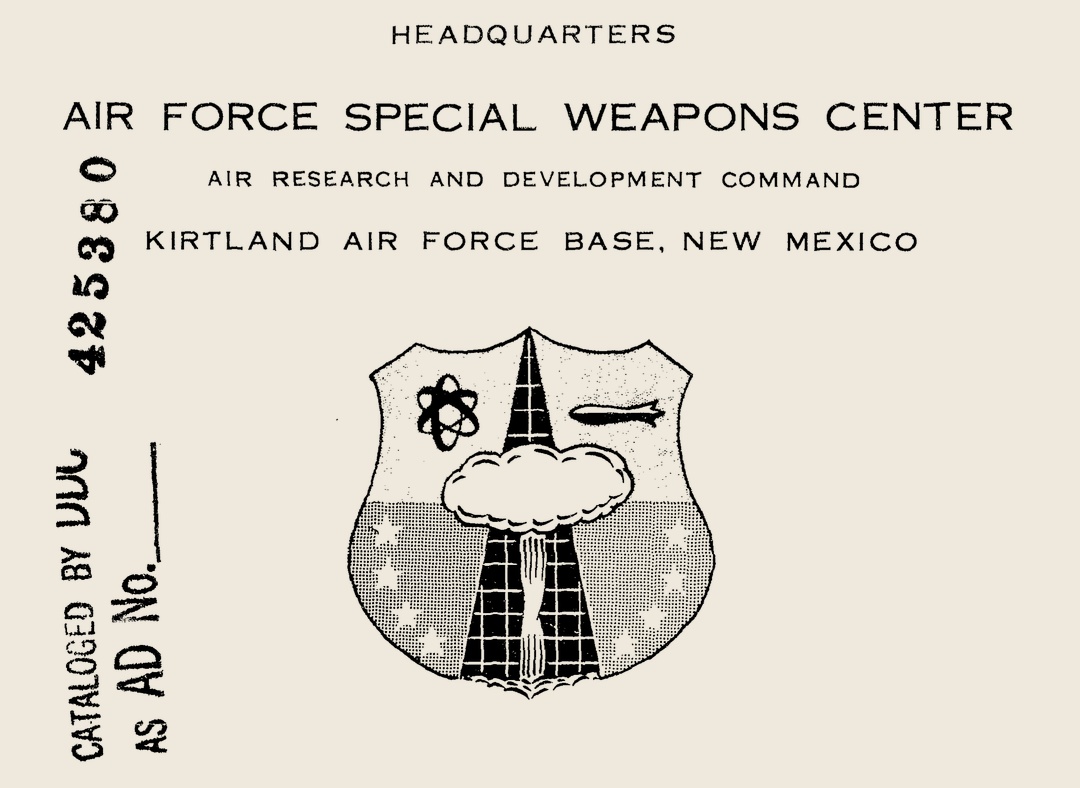 HEADQUARTERS
AIR FORCE SPECIAL WEAPONS CENTER
AIR RESEARCH AND DEVELOPMENT COMMAND
KIRTLAND AIR FORCE BASE, NEW MEXICO
425380
CATALOGED BY DDC
AS AD No.